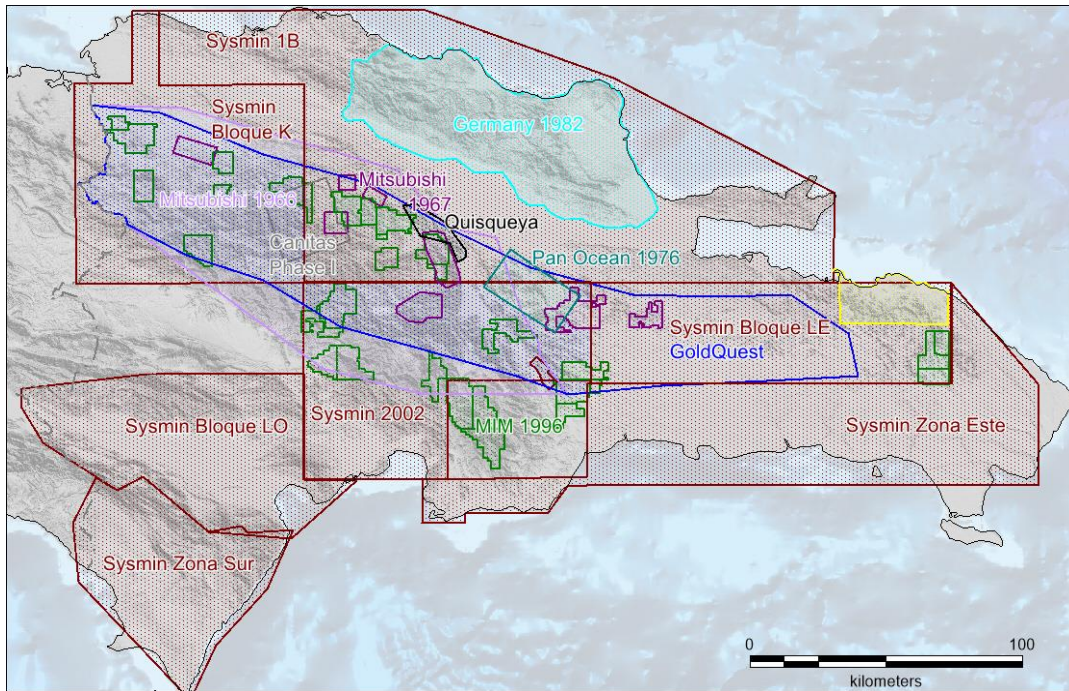 Sysmin 1B
Sysmin
Bloque K
Germany 1982
Mitsubishi
1967
Mitsubishi 1966
Quisqueya
Canitas
Phase I
Pan Ocean 1976
Sysmin Bloque LE
GoldQuest
Sysmin Bloque LO
Sysmin 2002
MIM 1996
Sysmin Zona Este
Sysmin Zona Sur
0
100
kilometers